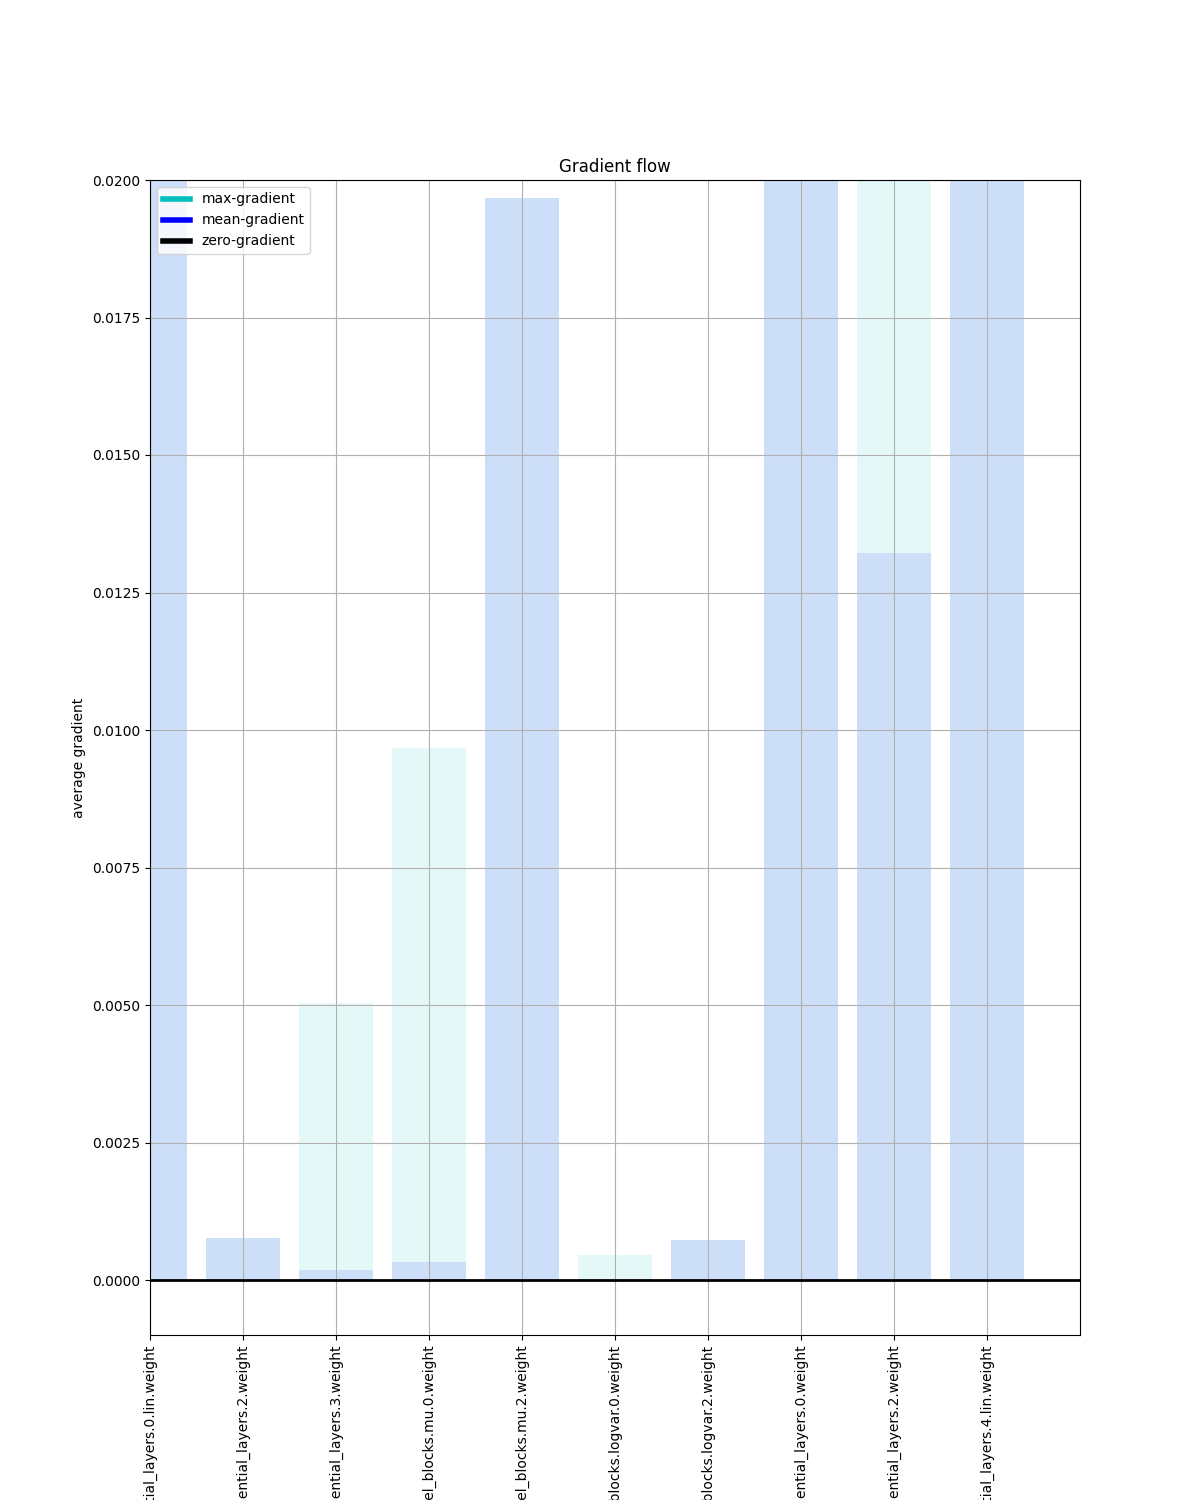 Gradient flow
max-gradient
mean-gradient
zero-gradient
0.0200
0.0175
0.0150
0.0125
0.0100
0.0075
0.0050
0.0025
0.0000
average gradient
tial_layers.0.lin.weight
ential_layers.2.weight
ential_layers.3.weight
el_blocks.mu.0.weight
el_blocks.mu.2.weight
blocks.logvar.0.weight
blocks.logvar.2.weight
ential_layers.0.weight
ential_layers.2.weight
tial_layers.4.lin.weight